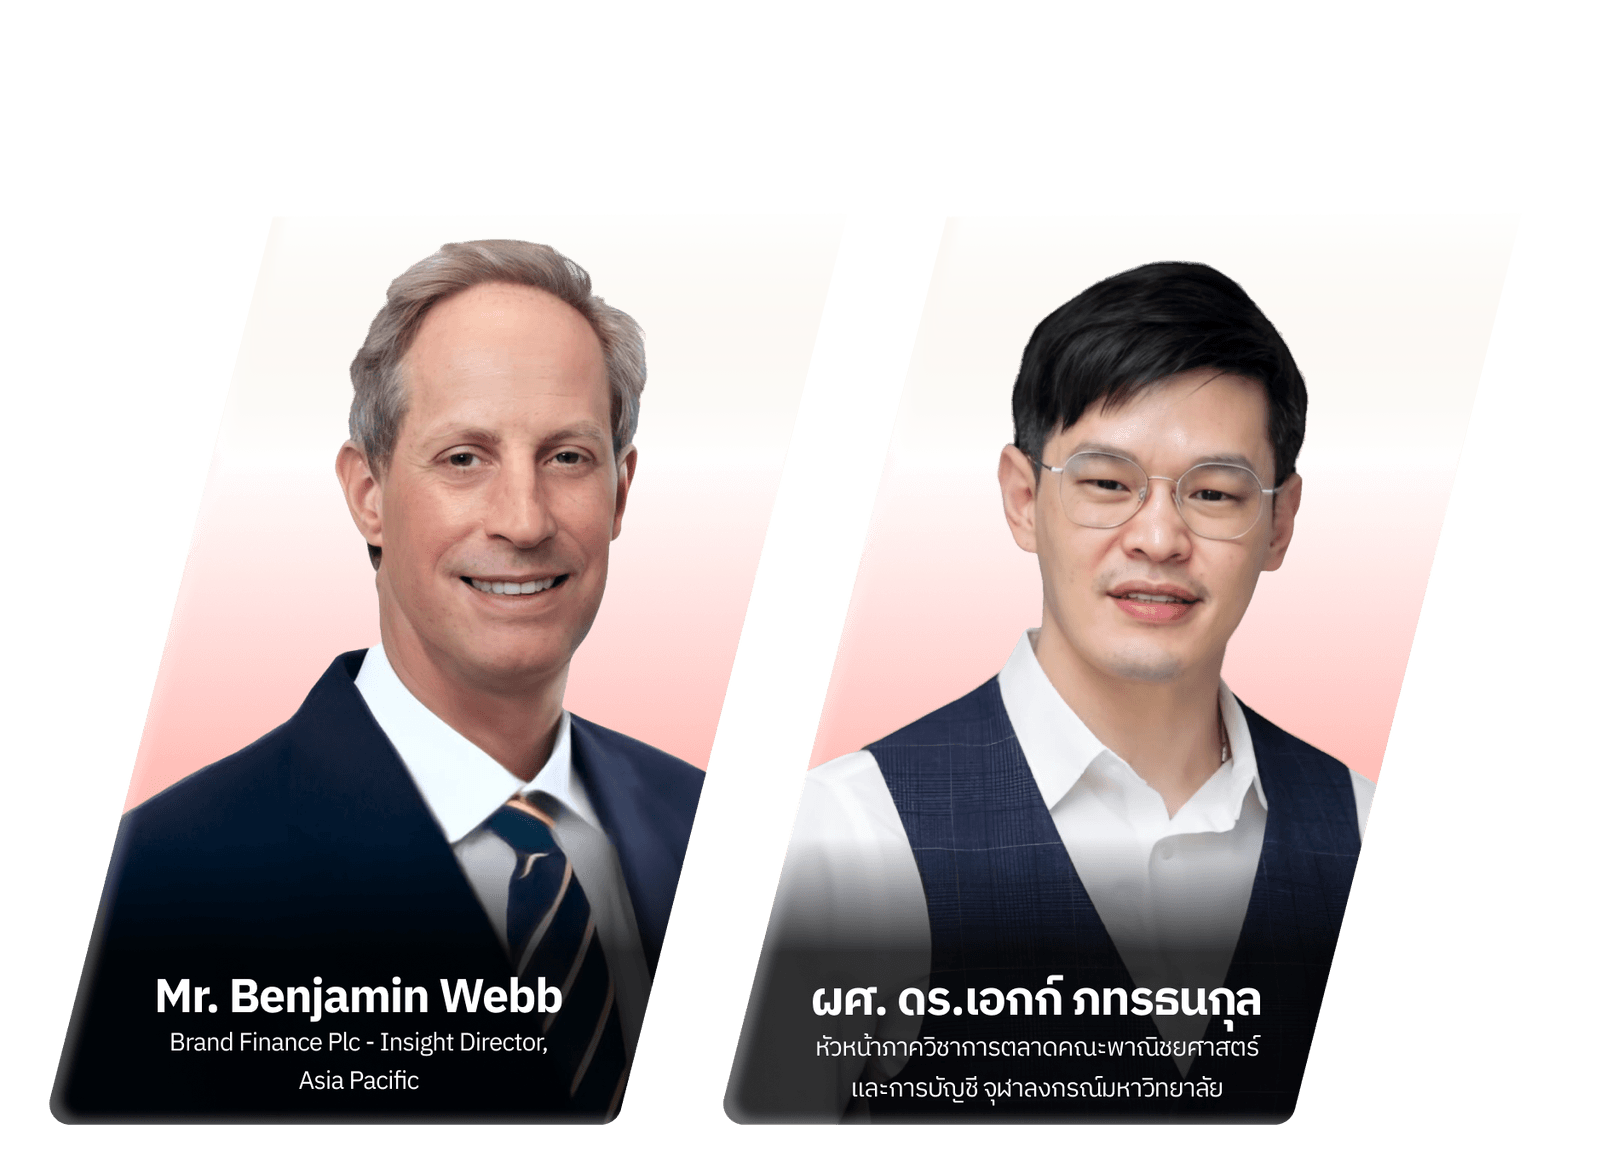 Mr. Benjamin Webb
Brand Finance Plc - Insight Director,
Asia Pacific
ผศ. ดร.เอกก์ ภทรธนกุล
หัวหน้าภาควิชาการตลาดคณะพาณิชยศาสตร์
และการบัญชี จุฬาลงกรณ์มหาวิทยาลัย